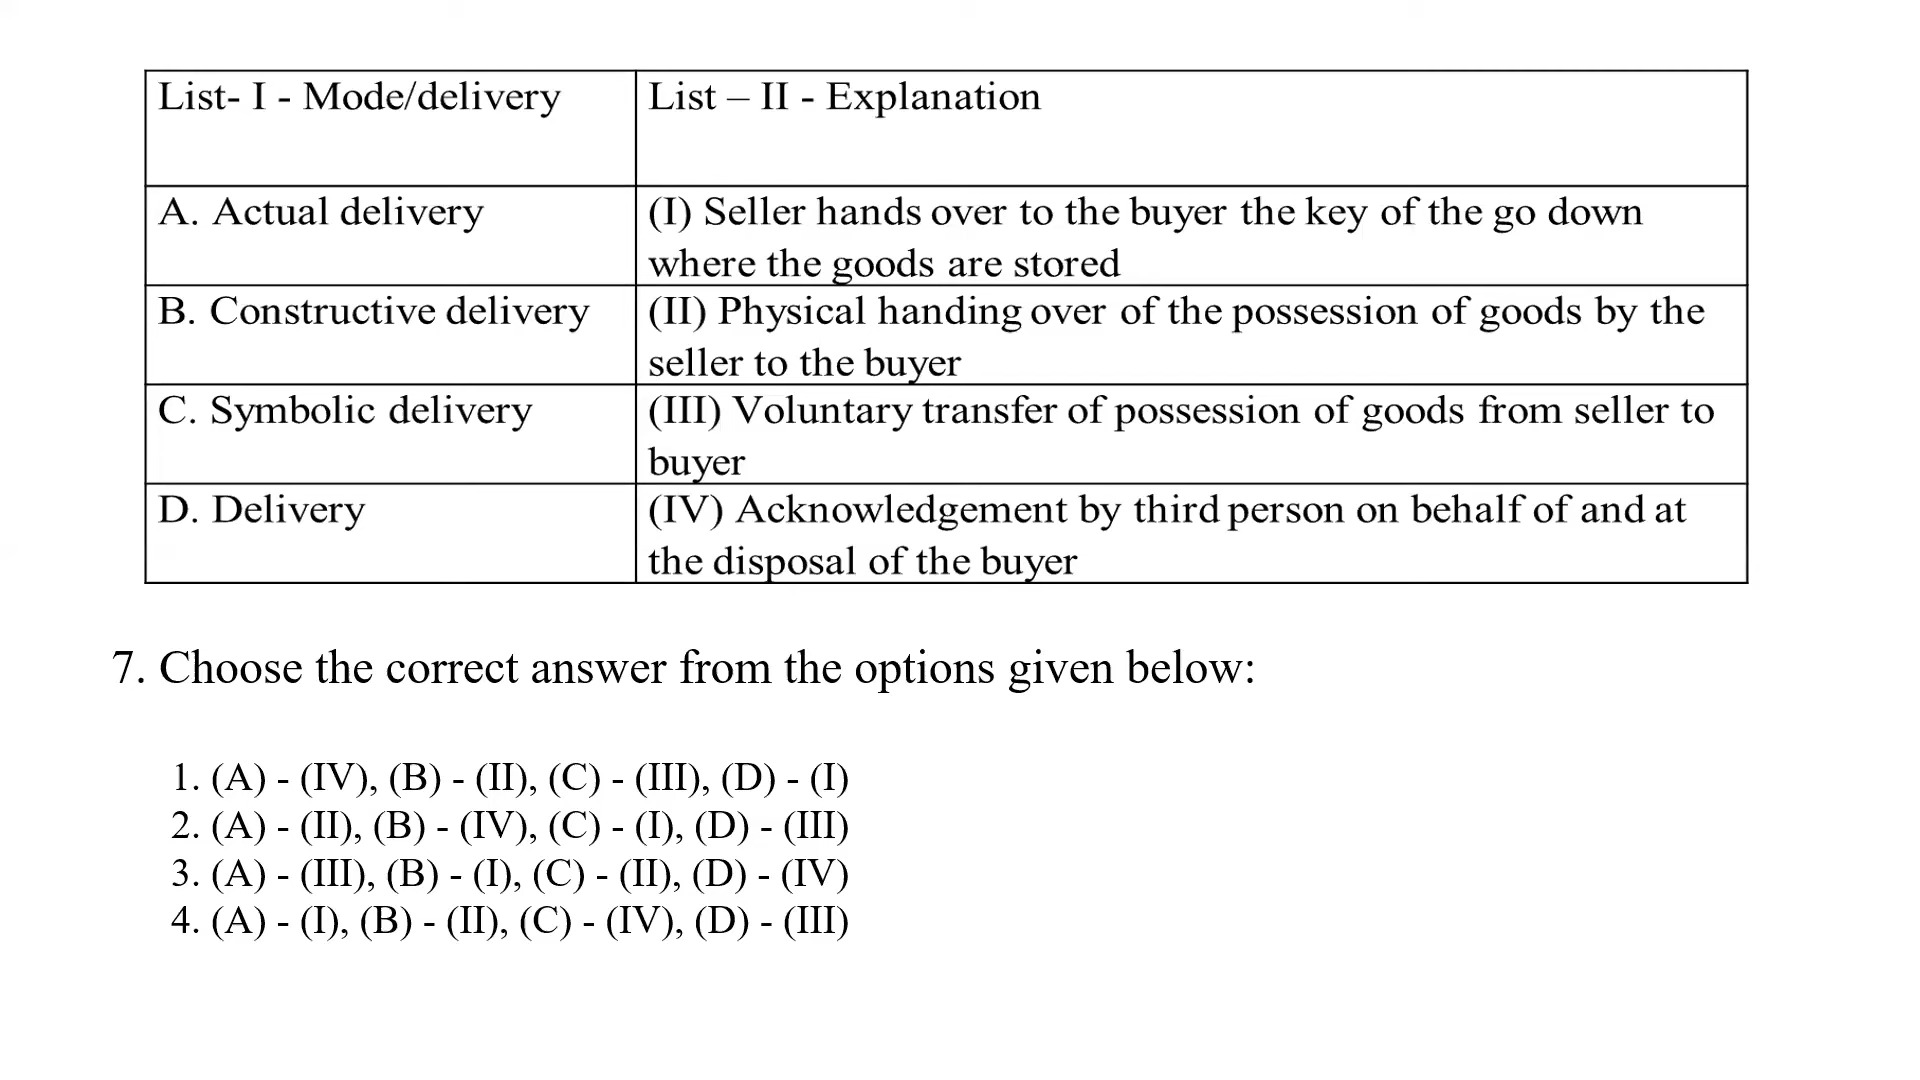 List- I - Mode/delivery
List – II - Explanation
A. Actual delivery
(I) Seller hands over to the buyer the key of the go down
where the goods are stored
B. Constructive delivery
(II) Physical handing over of the possession of goods by the
seller to the buyer
C. Symbolic delivery
(III) Voluntary transfer of possession of goods from seller to
buyer
D. Delivery
(IV) Acknowledgement by third person on behalf of and at
the disposal of the buyer
7. Choose the correct answer from the options given below:
1. (A) - (IV), (B) - (II), (C) - (III), (D) - (I)
2. (A) - (II), (B) - (IV), (C) - (I), (D) - (III)
3. (A) - (III), (B) - (I), (C) - (II), (D) - (IV)
4. (A) - (I), (B) - (II), (C) - (IV), (D) - (III)